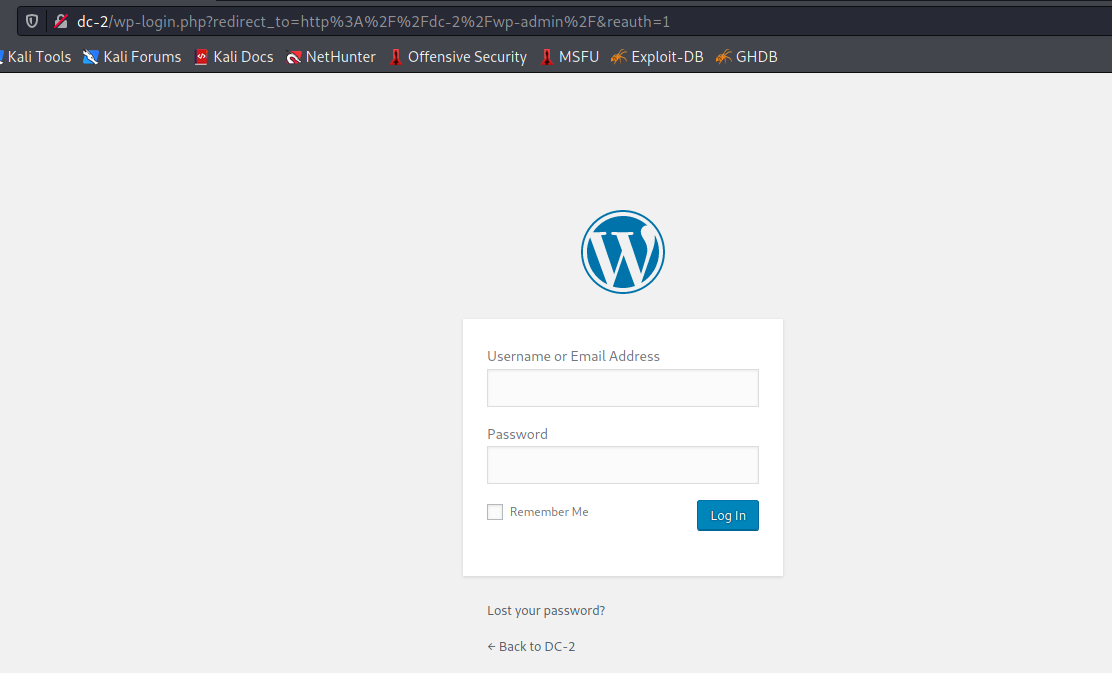 dc-2/wp-login.php?redirect_to=http%3A%2F%2Fdc-2%2Fwp-admin%2F&reauth=1
Kali Tools Kali Forums Kali Docs NetHunter Offensive Security MSFU Exploit-DB GHDB
Username or Email Address
Password
Remember Me Log In
Lost your password?
← Back to DC-2